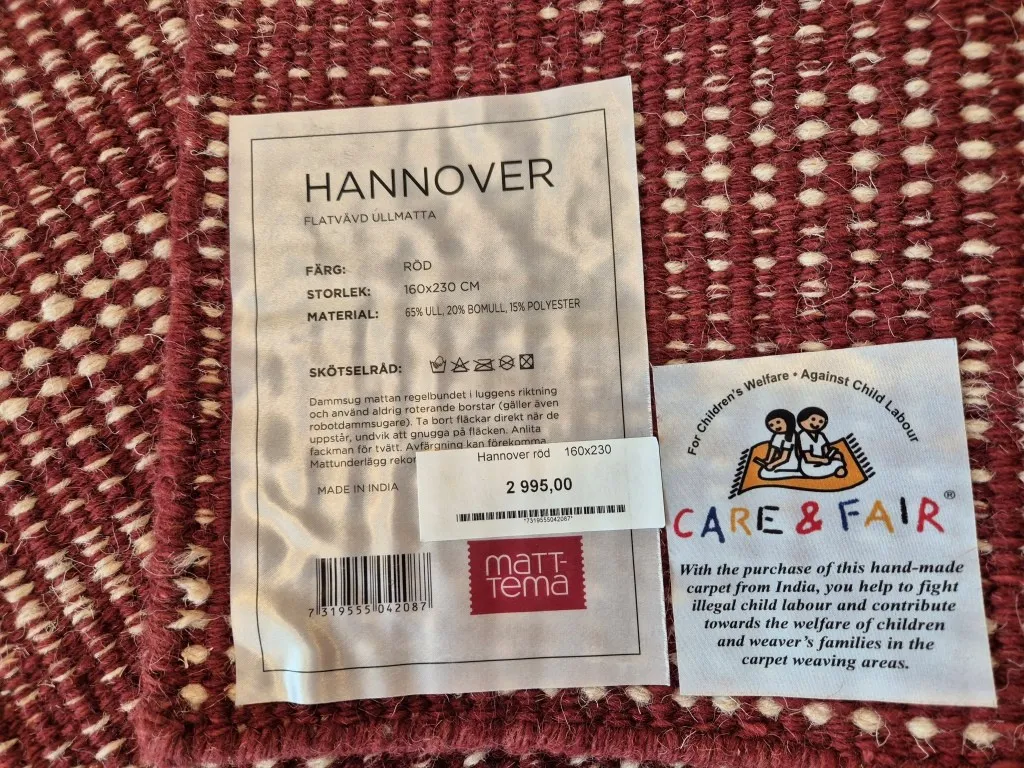 HANNOVER
FLATVÄVD ULLMATTA
FÄRG: RÖD
STORLEK: 160x230 CM
MATERIAL: 65% ULL, 20% BOMULL, 15% POLYESTER
SKÖTSELRÅD:
Dammsug mattan regelbundet i luggens riktning
och använd aldrig roterande borstar (gäller även
robotdammsugare). Ta bort fläckar direkt när de
uppstår, undvik att gnugga på fläcken. Anlita
fackman för tvätt. Avfärgning kan förekomma
Mattunderlägg
MADE IN INDIA
Hannover röd 160x230
2 995,00
*7319555042087*
7 319555 042087
MATT-
TEMA
For Children's Welfare • Against Child Labour
CARE & FAIR®
With the purchase of this hand-made
carpet from India, you help to fight
illegal child labour and contribute
towards the welfare of children
and weaver's families in the
carpet weaving areas.